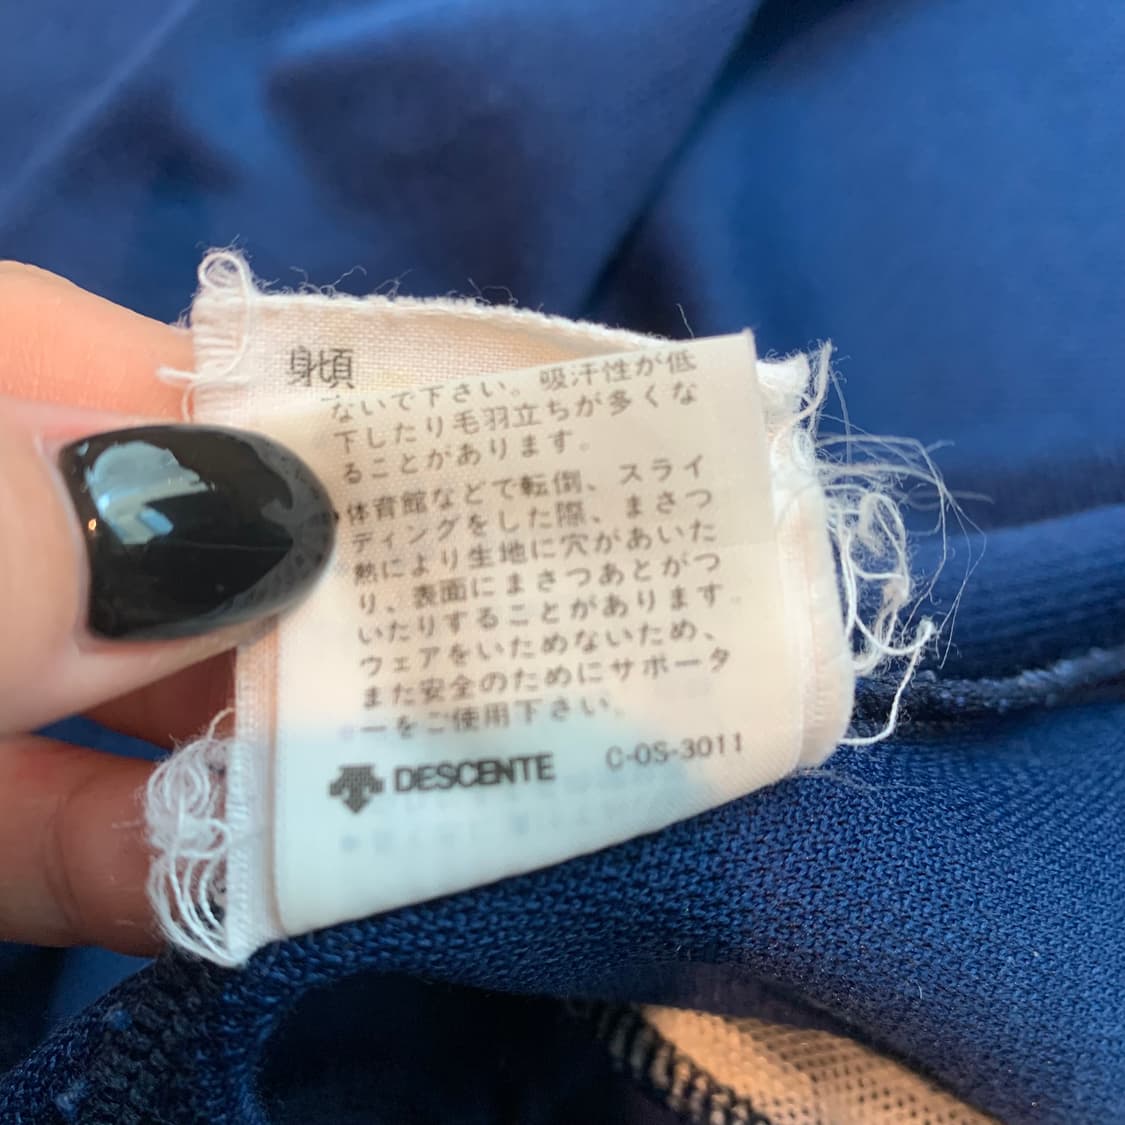 身頃
ないで下さい。吸汗性が低
下したり毛羽立ちが多くな
ることがあります。
体育館などで転倒、スライ
ディングをした際、まさつ
熱により生地に穴があいた
り、表面にまさつあとがつ
いたりすることがあります。
ウェアをいためないため、
また安全のためにサポータ
ーをご使用下さい。
DESCENTE C-OS-3011